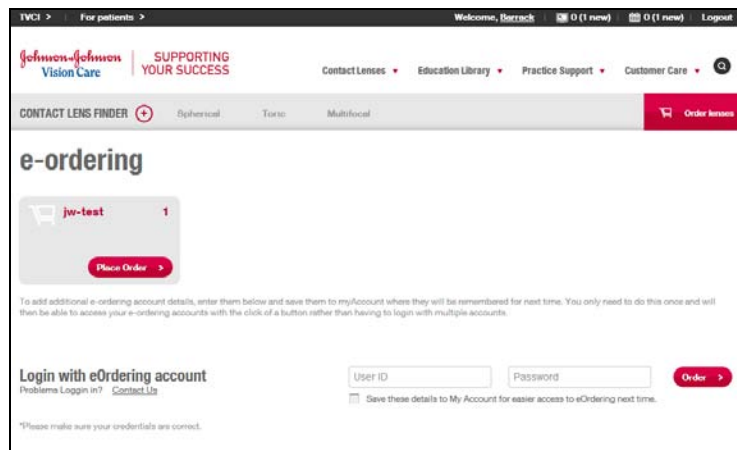 TVCI > For patients > Welcome, Barrack 0 (1 new) 0 (1 new) Logout
Johnson & Johnson
Vision Care
SUPPORTING
YOUR SUCCESS
Contact Lenses Education Library Practice Support Customer Care
CONTACT LENS FINDER Spherical Toric Multifocal Order lenses
e-ordering
jw-test 1
Place Order >
To add additional e-ordering account details, enter them below and save them to myAccount where they will be remembered for next time. You only need to do this once and will
then be able to access your e-ordering accounts with the click of a button rather than having to login with multiple accounts.
Login with eOrdering account
Problems Loggin in? Contact Us
User ID Password Order >
Save these details to My Account for easier access to eOrdering next time.
*Please make sure your credentials are correct.